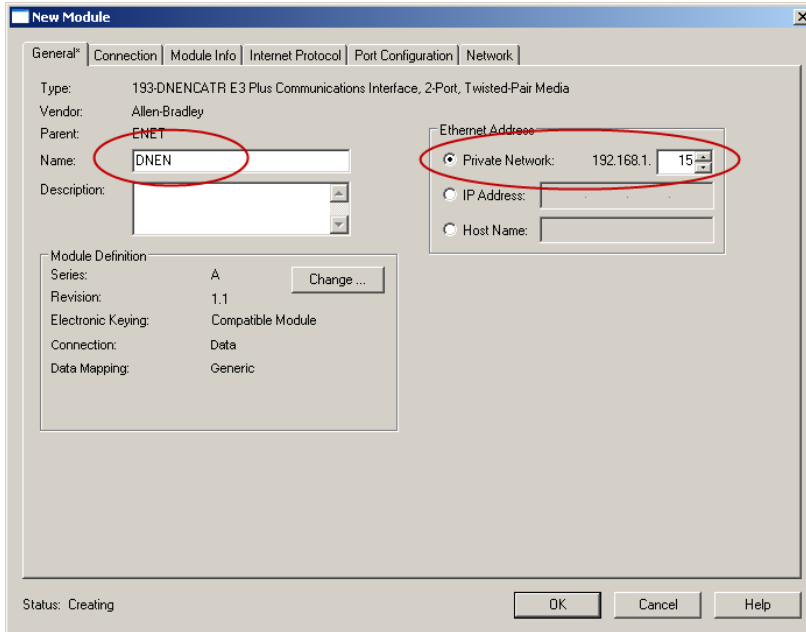 New Module
General* Connection Module Info Internet Protocol Port Configuration Network
Type: 193-DNENCATR E3 Plus Communications Interface, 2-Port, Twisted-Pair Media
Vendor: Allen-Bradley
Parent: ENET
Name: DNEN
Description:
Ethernet Address
Private Network: 192.168.1. 15
IP Address: . . .
Host Name:
Module Definition
Series: A Change ...
Revision: 1.1
Electronic Keying: Compatible Module
Connection: Data
Data Mapping: Generic
Status: Creating OK Cancel Help